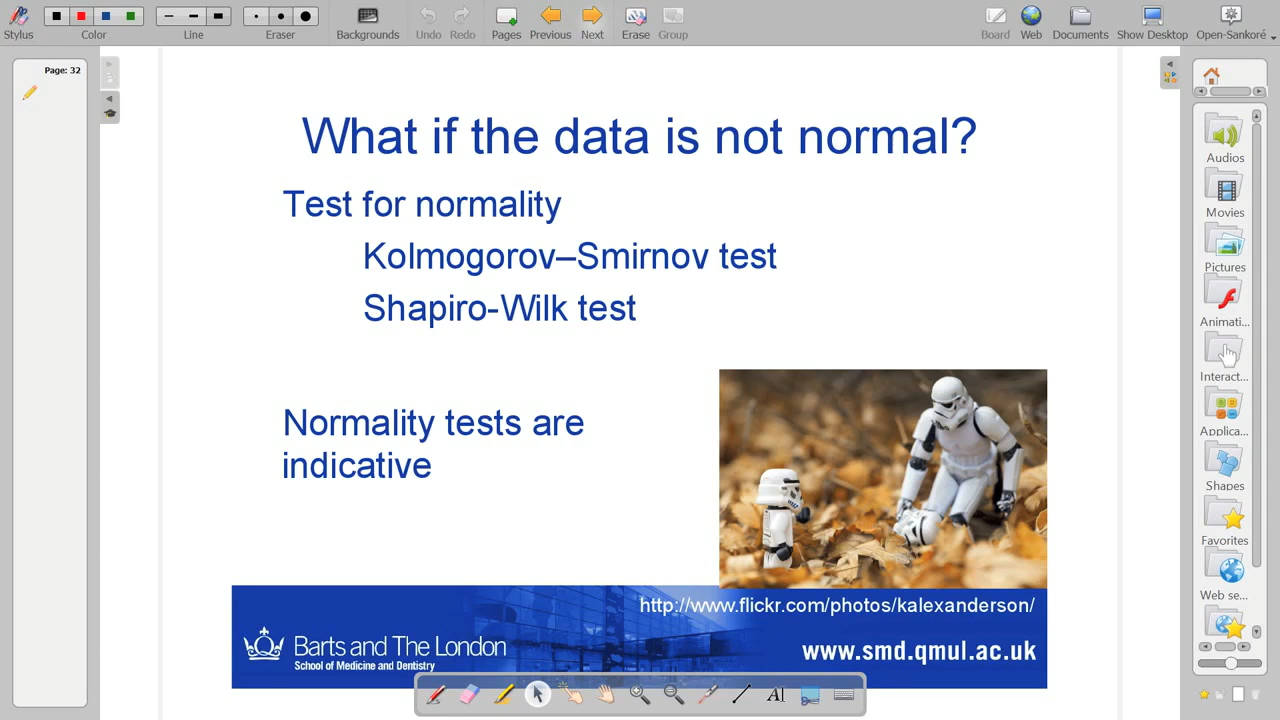 Stylus
Color
Line
Eraser
Backgrounds
Undo
Redo
Pages
Previous
Next
Erase
Group
Board
Web
Documents
Show Desktop
Open-Sankoré
Page: 32
What if the data is not normal?
Test for normality
Kolmogorov–Smirnov test
Shapiro-Wilk test
Normality tests are
indicative
http://www.flickr.com/photos/kalexanderson/
Barts and The London
School of Medicine and Dentistry
www.smd.qmul.ac.uk
Audios
Movies
Pictures
Animati...
Interact...
Applica...
Shapes
Favorites
Web se...
AI